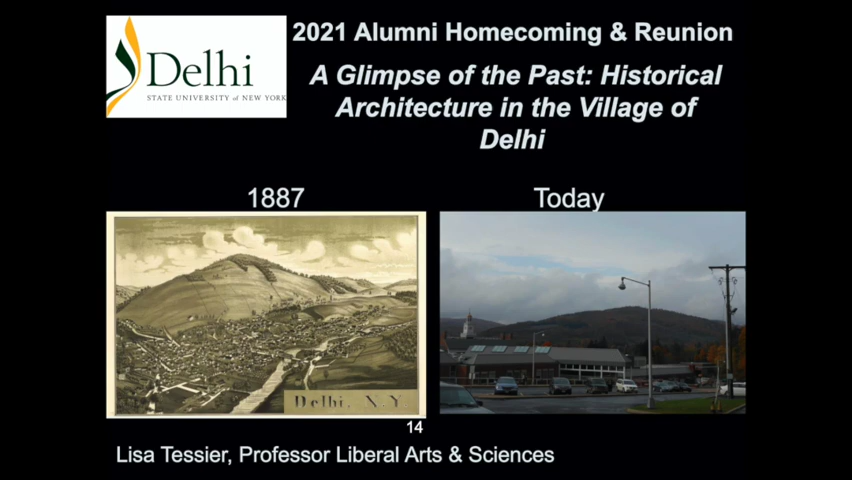 Delhi
STATE UNIVERSITY of NEW YORK
2021 Alumni Homecoming & Reunion
A Glimpse of the Past: Historical
Architecture in the Village of
Delhi
1887
Today
Delhi, N.Y.
14
Lisa Tessier, Professor Liberal Arts & Sciences